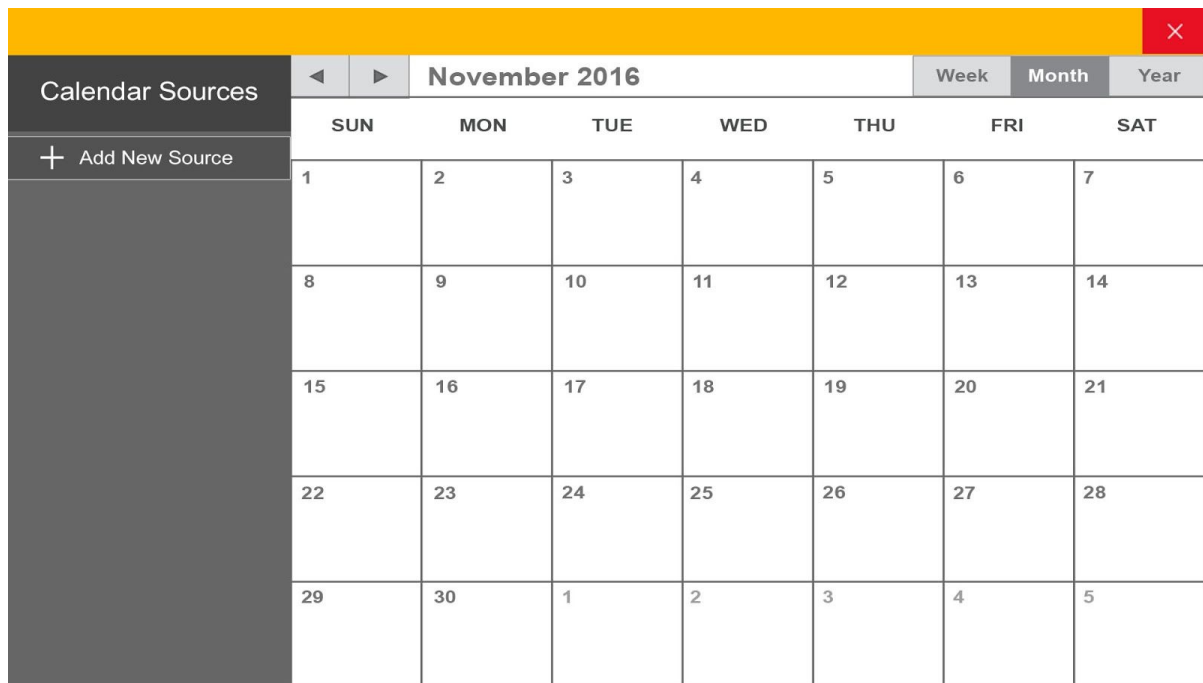 Calendar Sources
Add New Source
November 2016
Week Month Year
SUN MON TUE WED THU FRI SAT
1 2 3 4 5 6 7
8 9 10 11 12 13 14
15 16 17 18 19 20 21
22 23 24 25 26 27 28
29 30 1 2 3 4 5